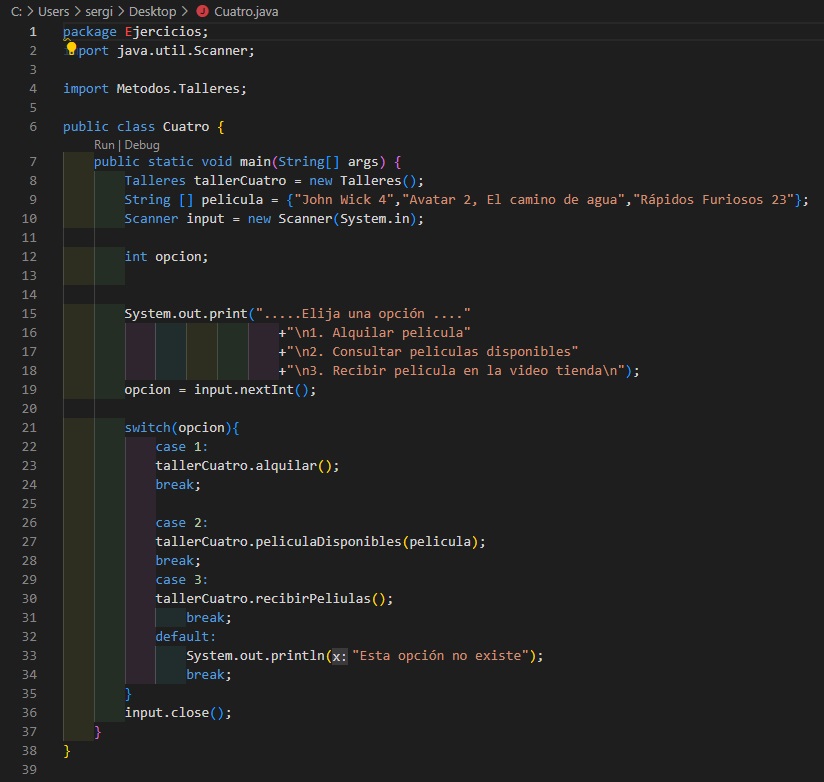 C: > Users > sergi > Desktop > J Cuatro.java
1 package Ejercicios;
2 port java.util.Scanner;
3
4 import Metodos.Talleres;
5
6 public class Cuatro {
Run | Debug
7 public static void main(String[] args) {
8 Talleres tallerCuatro = new Talleres();
9 String [] pelicula = {"John Wick 4","Avatar 2, El camino de agua","Rápidos Furiosos 23"};
10 Scanner input = new Scanner(System.in);
11
12 int opcion;
13
14
15 System.out.print(".....Elija una opción ...."
16 +"\n1. Alquilar pelicula"
17 +"\n2. Consultar peliculas disponibles"
18 +"\n3. Recibir pelicula en la video tienda\n");
19 opcion = input.nextInt();
20
21 switch(opcion){
22 case 1:
23 tallerCuatro.alquilar();
24 break;
25
26 case 2:
27 tallerCuatro.peliculaDisponibles(pelicula);
28 break;
29 case 3:
30 tallerCuatro.recibirPeliulas();
31 break;
32 default:
33 System.out.println(x: "Esta opción no existe");
34 break;
35 }
36 input.close();
37 }
38 }
39